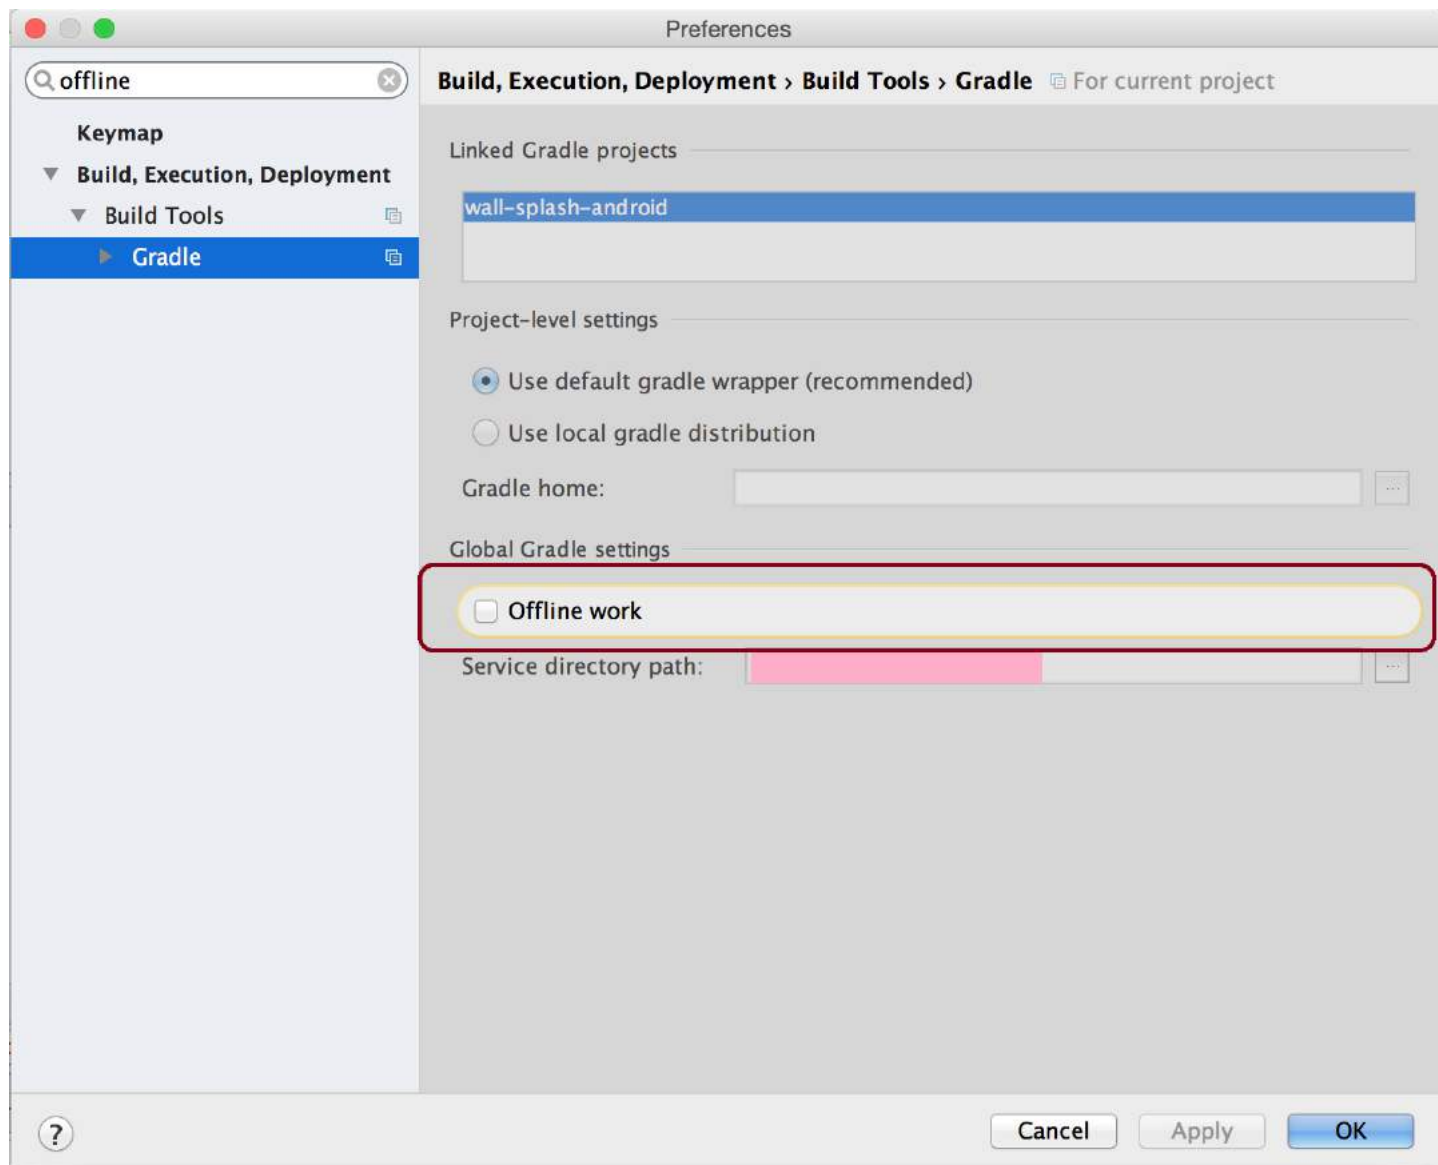 Preferences
offline
Build, Execution, Deployment › Build Tools › Gradle For current project
Keymap
Build, Execution, Deployment
Build Tools
Gradle
Linked Gradle projects
wall-splash-android
Project-level settings
Use default gradle wrapper (recommended)
Use local gradle distribution
Gradle home:
...
Global Gradle settings
Offline work
Service directory path:
...
?
Cancel
Apply
OK